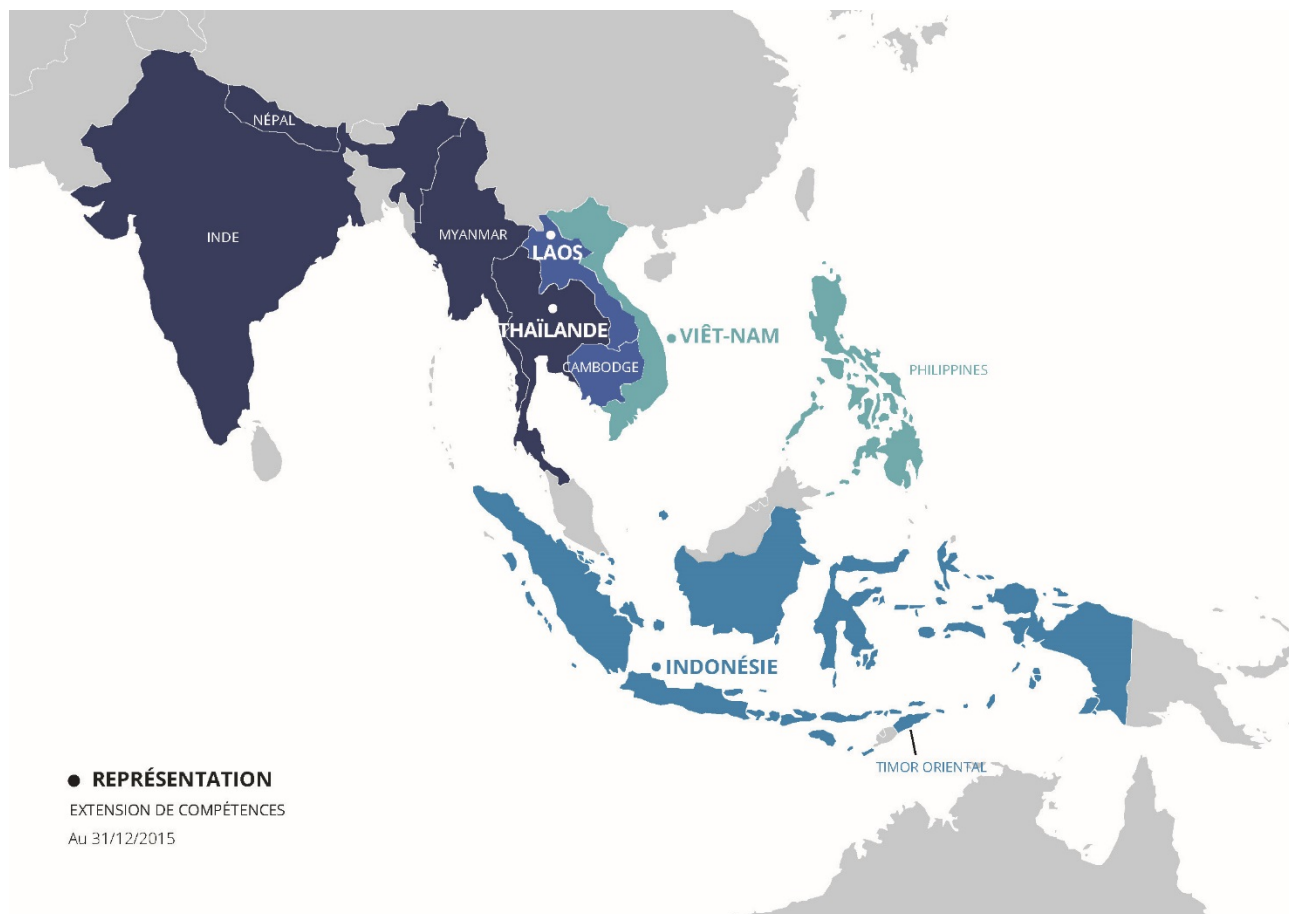 NÉPAL
INDE
MYANMAR
LAOS
THAÏLANDE
VIÊT-NAM
CAMBODGE
PHILIPPINES
INDONÉSIE
TIMOR ORIENTAL
REPRÉSENTATION
EXTENSION DE COMPÉTENCES
Au 31/12/2015